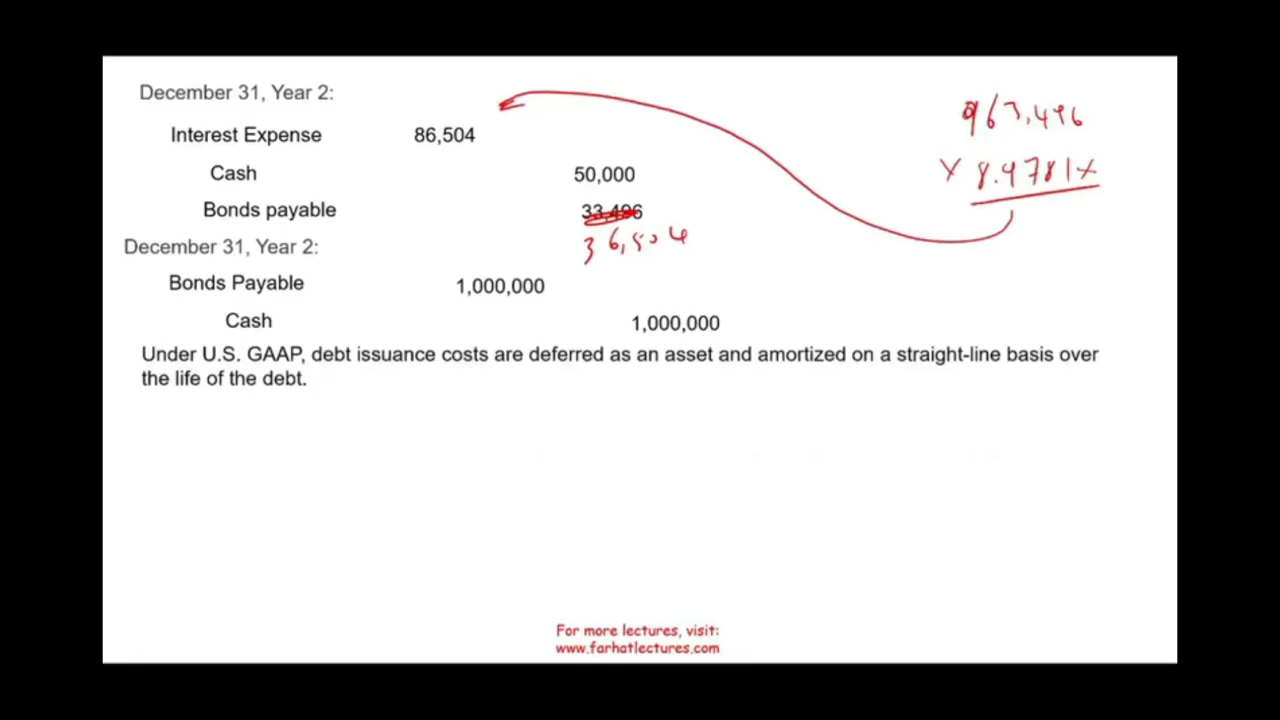 December 31, Year 2:
963,496
Interest Expense 86,504
× 8.9781×
Cash 50,000
Bonds payable 33,496
36,504
December 31, Year 2:
Bonds Payable 1,000,000
Cash 1,000,000
Under U.S. GAAP, debt issuance costs are deferred as an asset and amortized on a straight-line basis over
the life of the debt.
For more lectures, visit:
www.farhatlectures.com